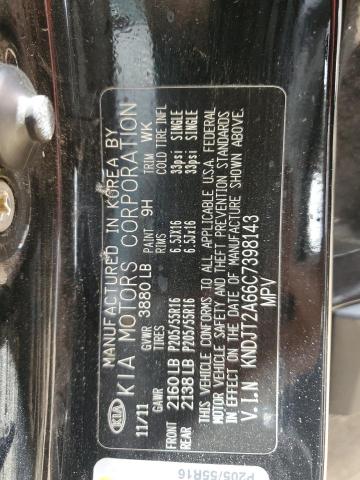 KIA
MANUFACTURED IN KOREA BY
KIA MOTORS CORPORATION
11/11 GVWR 3880 LB PAINT 9H TRIM WK
GAWR TIRES RIMS COLD TIRE INFL
FRONT 2160 LB P205/55R16 6.5Jx16 33psi SINGLE
REAR 2138 LB P205/55R16 6.5Jx16 33psi SINGLE
THIS VEHICLE CONFORMS TO ALL APPLICABLE U.S.A. FEDERAL
MOTOR VEHICLE SAFETY AND THEFT PREVENTION STANDARDS
IN EFFECT ON THE DATE OF MANUFACTURE SHOWN ABOVE.
V.I.N KNDJT2A66C7398143
MPV
P205/55R16